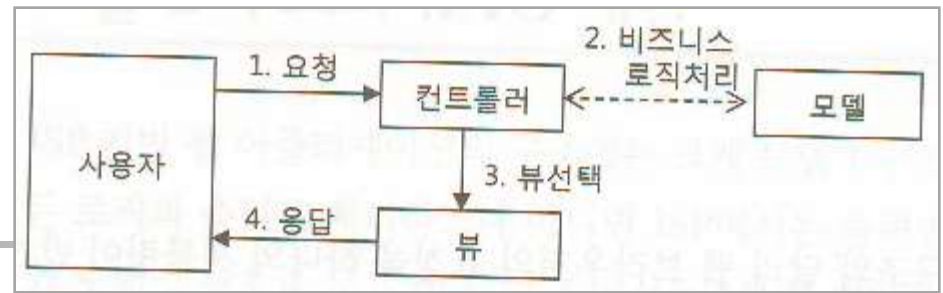 사용자
1. 요청
컨트롤러
2. 비즈니스
로직처리
모델
3. 뷰선택
뷰
4. 응답